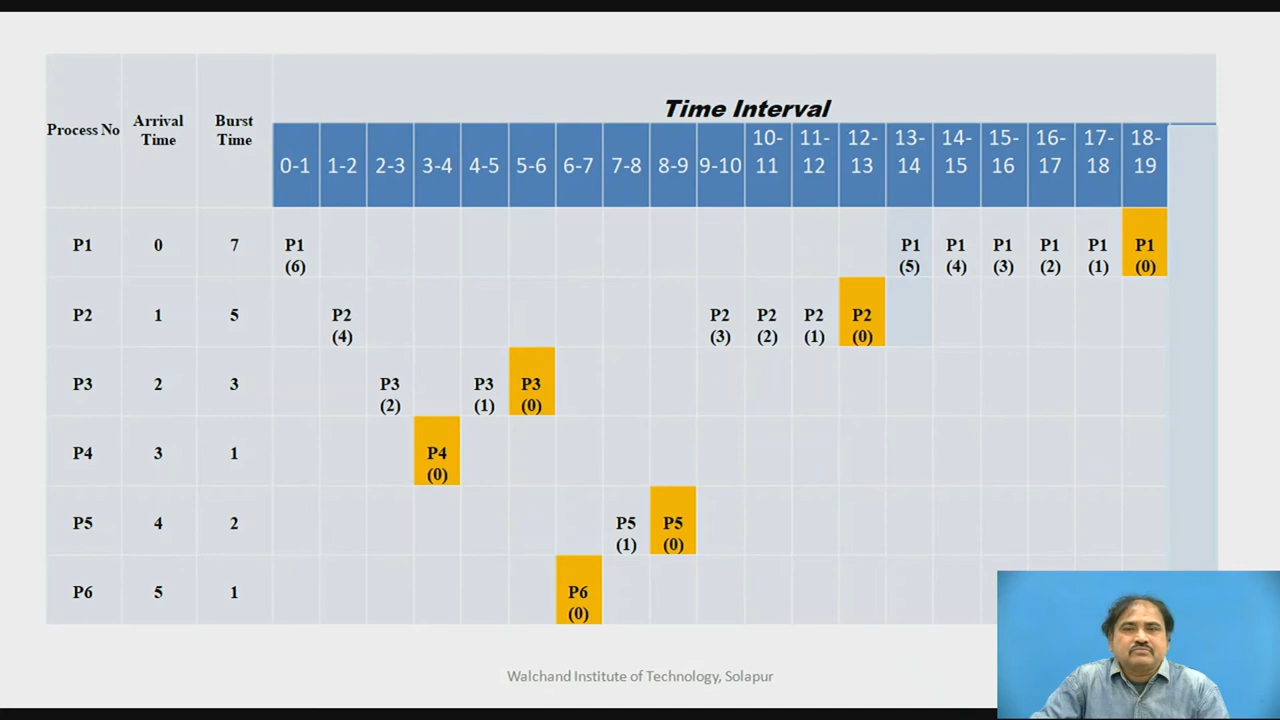 Process No
Arrival
Time
Burst
Time
Time Interval
0-1 1-2 2-3 3-4 4-5 5-6 6-7 7-8 8-9 9-10 10-11 11-12 12-13 13-14 14-15 15-16 16-17 17-18 18-19
P1 0 7 P1 P1 P1 P1 P1 P1 P1
(6) (5) (4) (3) (2) (1) (0)
P2 1 5 P2 P2 P2 P2 P2
(4) (3) (2) (1) (0)
P3 2 3 P3 P3 P3
(2) (1) (0)
P4 3 1 P4
(0)
P5 4 2 P5 P5
(1) (0)
P6 5 1 P6
(0)
Walchand Institute of Technology, Solapur